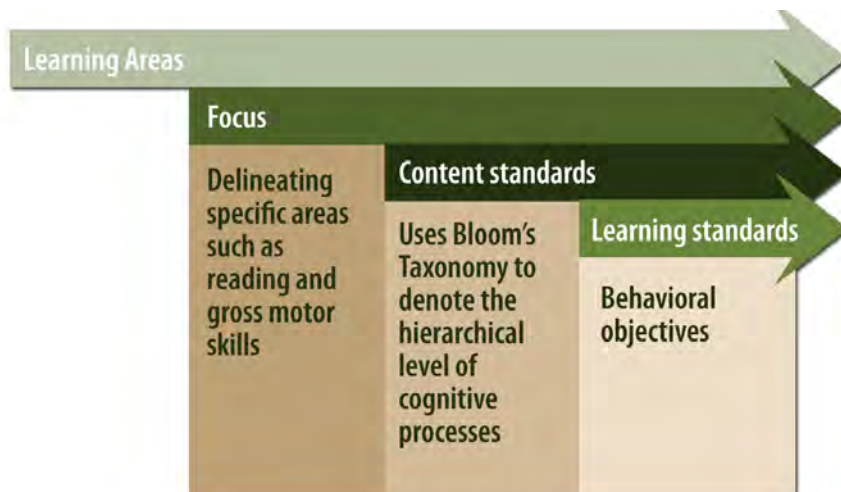 Learning Areas
Focus
Delineating
specific areas
such as
reading and
gross motor
skills
Content standards
Uses Bloom's
Taxonomy to
denote the
hierarchical
level of
cognitive
processes
Learning standards
Behavioral
objectives